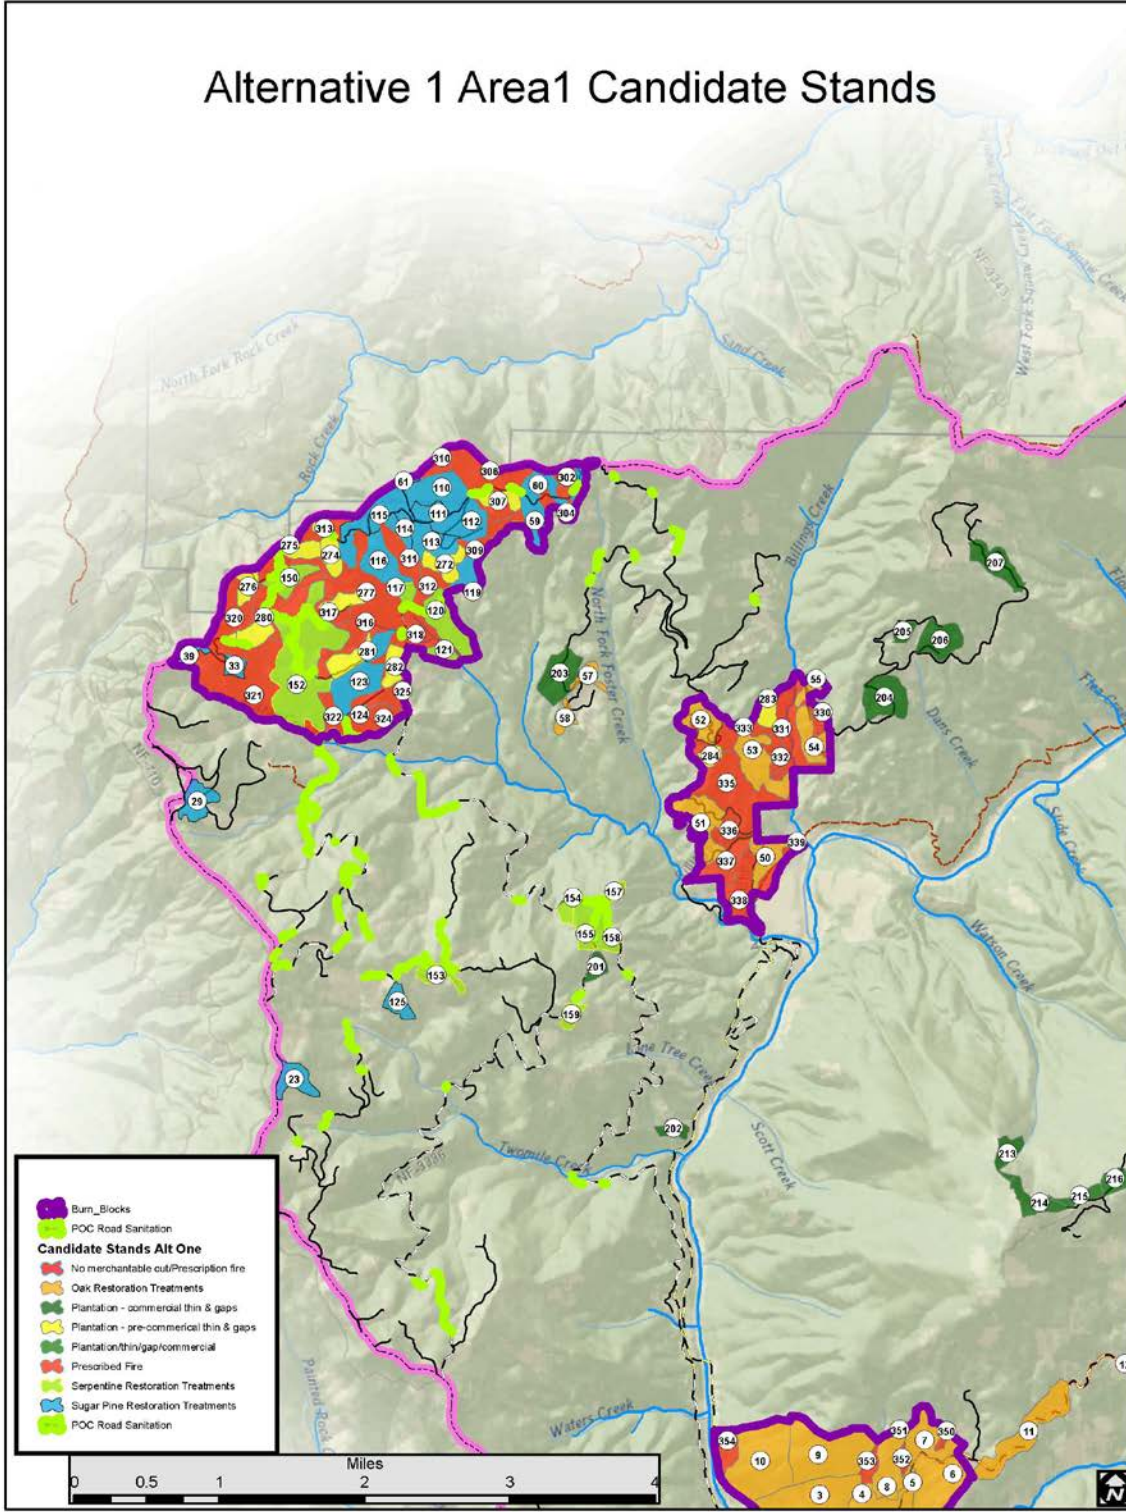 Alternative 1 Area1 Candidate Stands
East Fork Squaw Creek
NF-3343
West Fork Squaw Creek
Sand Creek
North Fork Rock Creek
Rock Creek
310
308
302
61
110
60
307
304
115
111
112
59
313
114
275
274
113
309
116
311
272
150
276
277
117
312
119
120
320
280
317
316
318
39
33
281
121
282
152
123
325
321
322
124
324
Billings Creek
207
205
206
North Fork Foster Creek
203
57
58
204
55
283
330
52
333
331
53
54
284
332
335
51
336
339
337
50
338
Dans Creek
Slide Creek
NF-710
29
154
157
155
158
Watson Creek
201
153
125
159
Lone Tree Creek
23
202
Scott Creek
Twomile Creek
NF-3336
213
216
214
215
Burn_Blocks
POC Road Sanitation
Candidate Stands Alt One
No merchantable cut/Prescription fire
Oak Restoration Treatments
Plantation - commercial thin & gaps
Plantation - pre-commerical thin & gaps
Plantation/thin/gap/commercial
Prescribed Fire
Serpentine Restoration Treatments
Sugar Pine Restoration Treatments
POC Road Sanitation
Painted Rock
Waters Creek
354
351
350
7
11
10
9
353
352
6
3
4
8
5
Miles
0 0.5 1 2 3 4
N